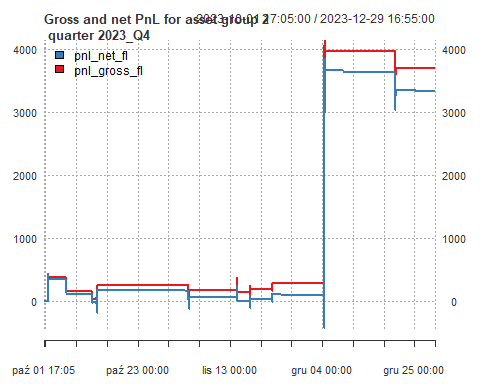 Gross and net PnL for asset group 2
2023-10-01 17:05:00 / 2023-12-29 16:55:00
quarter 2023_Q4
pnl_net_fl
pnl_gross_fl
4000 4000
3000 3000
2000 2000
1000 1000
0 0
paź 01 17:05 paź 23 00:00 lis 13 00:00 gru 04 00:00 gru 25 00:00